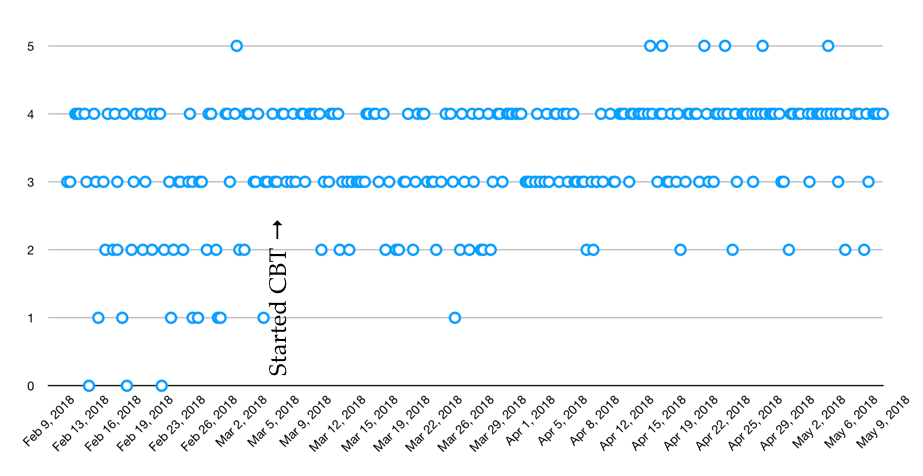 5
4
3
2
1
0
Started CBT →
Feb 9, 2018
Feb 13, 2018
Feb 16, 2018
Feb 19, 2018
Feb 23, 2018
Feb 26, 2018
Mar 2, 2018
Mar 5, 2018
Mar 9, 2018
Mar 12, 2018
Mar 15, 2018
Mar 19, 2018
Mar 22, 2018
Mar 26, 2018
Mar 29, 2018
Apr 1, 2018
Apr 5, 2018
Apr 8, 2018
Apr 12, 2018
Apr 15, 2018
Apr 19, 2018
Apr 22, 2018
Apr 25, 2018
Apr 29, 2018
May 2, 2018
May 6, 2018
May 9, 2018